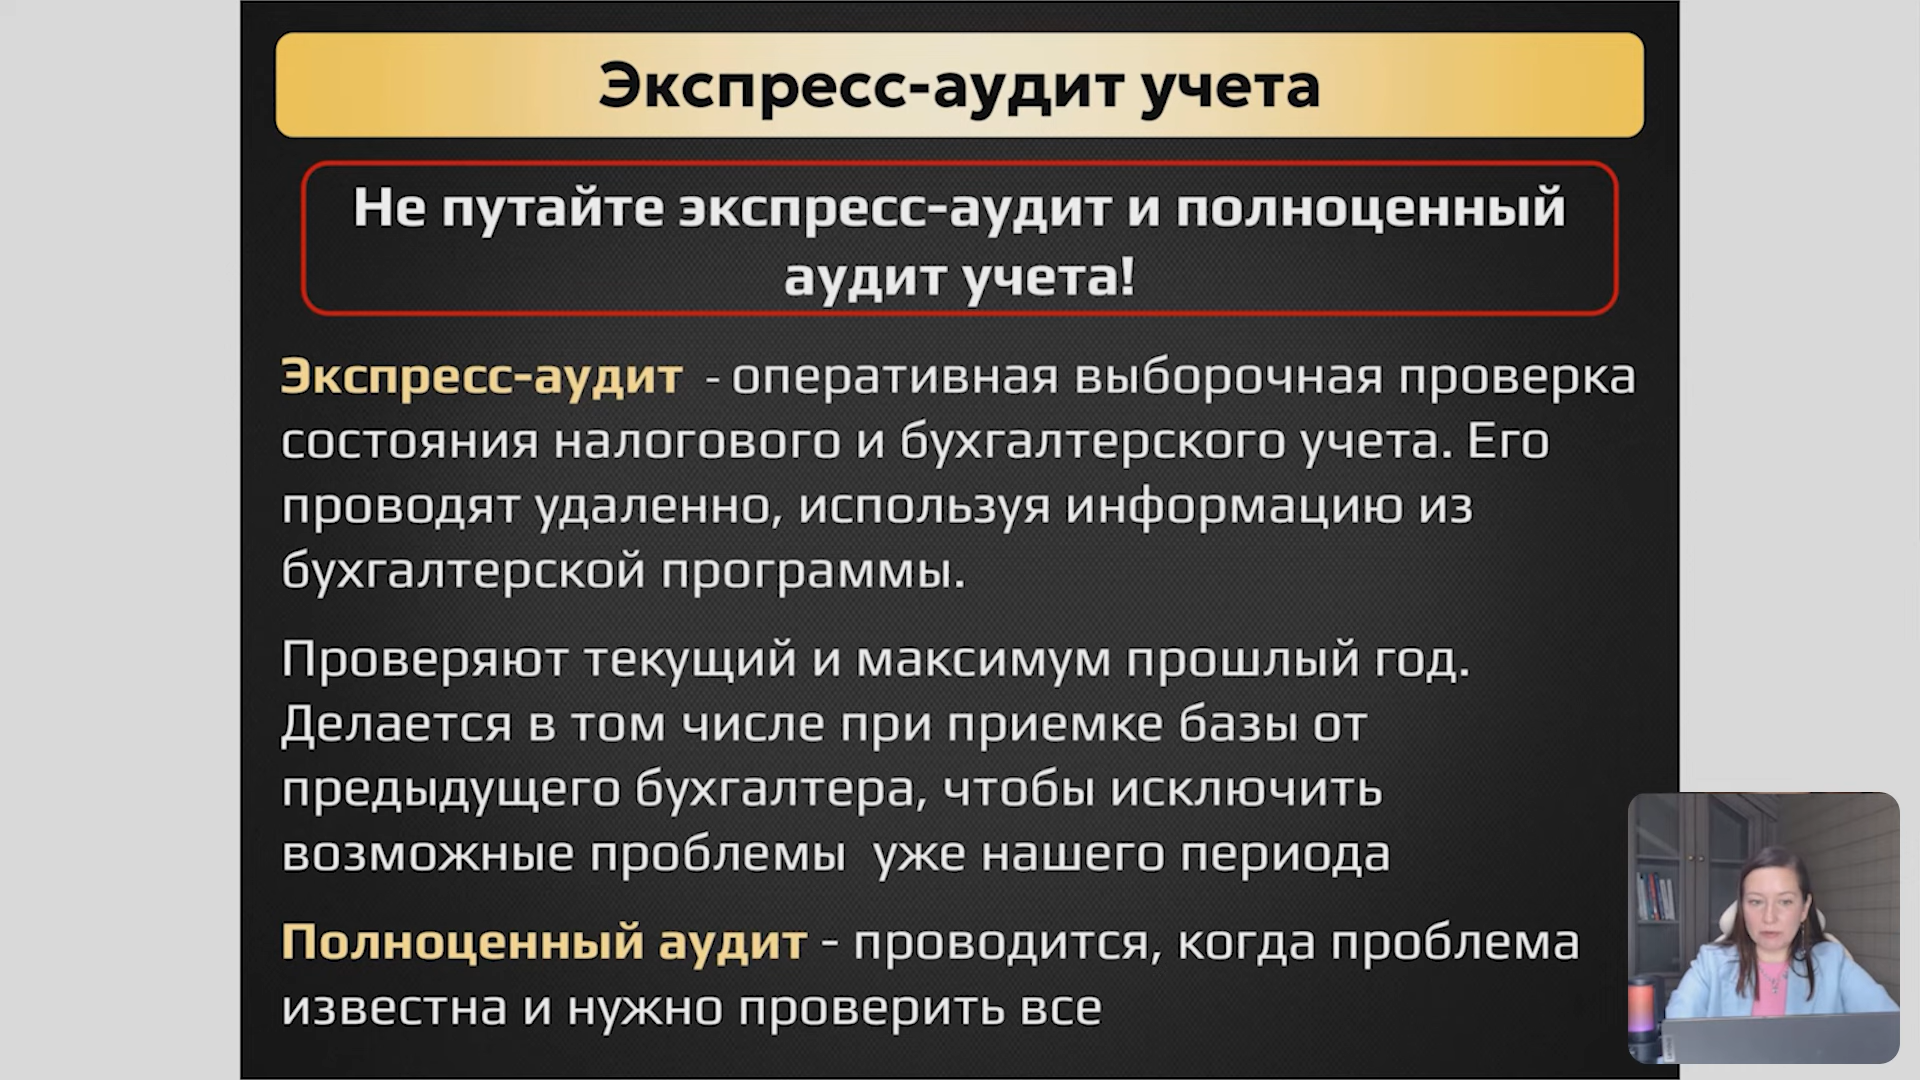 Экспресс-аудит учета
Не путайте экспресс-аудит и полноценный
аудит учета!
Экспресс-аудит - оперативная выборочная проверка
состояния налогового и бухгалтерского учета. Его
проводят удаленно, используя информацию из
бухгалтерской программы.
Проверяют текущий и максимум прошлый год.
Делается в том числе при приемке базы от
предыдущего бухгалтера, чтобы исключить
возможные проблемы уже нашего периода
Полноценный аудит - проводится, когда проблема
известна и нужно проверить все